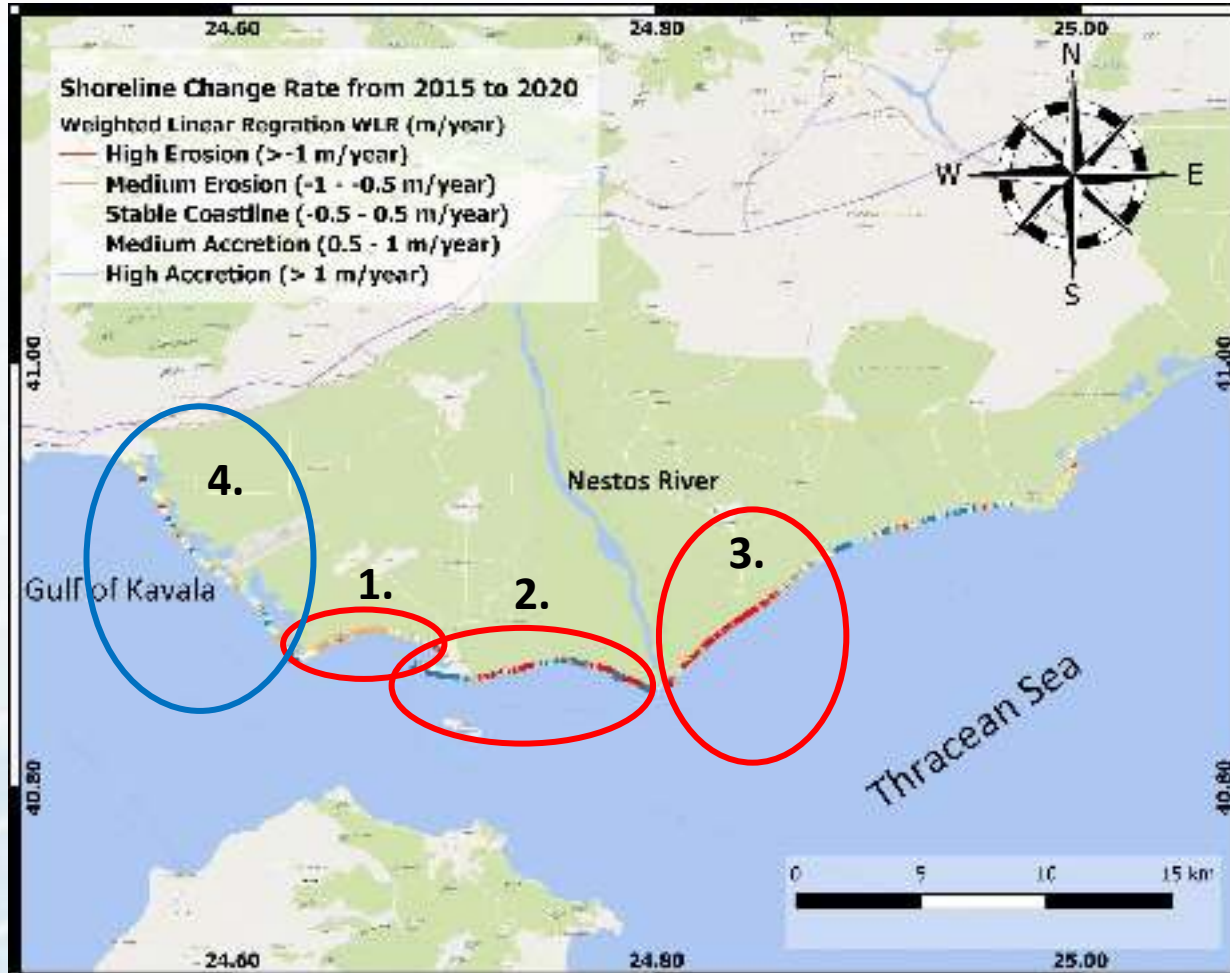 24.60
24.80
25.00
N
Shoreline Change Rate from 2015 to 2020
Weighted Linear Regration WLR (m/year)
High Erosion (>-1 m/year)
Medium Erosion (-1 - -0.5 m/year)
Stable Coastline (-0.5 - 0.5 m/year)
Medium Accretion (0.5 - 1 m/year)
High Accretion (> 1 m/year)
W
E
S
41.00
41.00
4.
Nestos River
3.
Gulf of Kavala
1.
2.
Thracean Sea
40.80
40.80
0 5 10 15 km
24.60
24.80
25.00